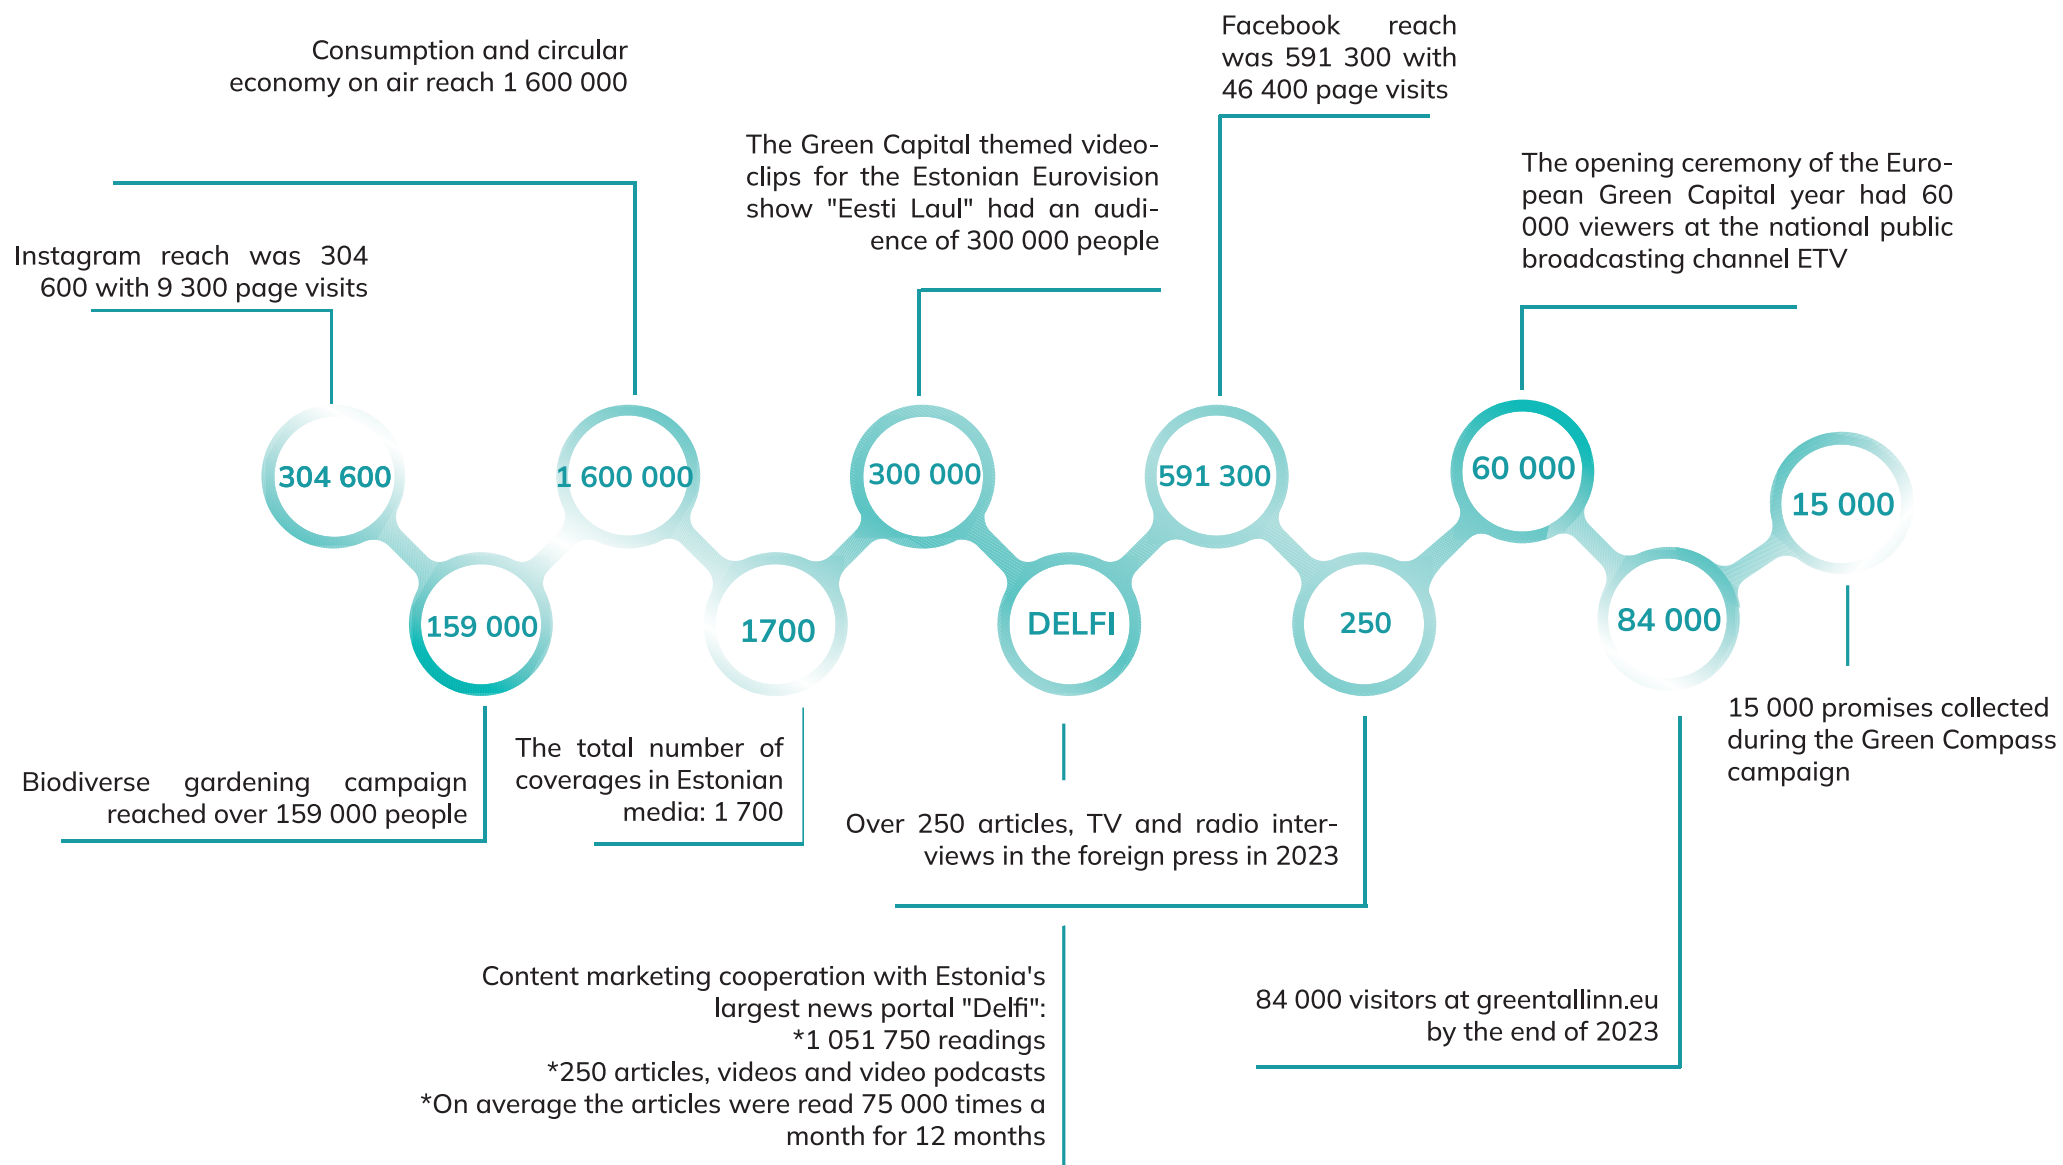 Consumption and circular
economy on air reach 1 600 000
Facebook reach
was 591 300 with
46 400 page visits
The Green Capital themed video-
clips for the Estonian Eurovision
show "Eesti Laul" had an audi-
ence of 300 000 people
The opening ceremony of the Euro-
pean Green Capital year had 60
000 viewers at the national public
broadcasting channel ETV
Instagram reach was 304
600 with 9 300 page visits
304 600
1 600 000
300 000
591 300
60 000
15 000
159 000
1700
DELFI
250
84 000
Biodiverse gardening campaign
reached over 159 000 people
The total number of
coverages in Estonian
media: 1 700
Over 250 articles, TV and radio inter-
views in the foreign press in 2023
15 000 promises collected
during the Green Compass
campaign
Content marketing cooperation with Estonia's
largest news portal "Delfi":
*1 051 750 readings
*250 articles, videos and video podcasts
*On average the articles were read 75 000 times a
month for 12 months
84 000 visitors at greentallinn.eu
by the end of 2023